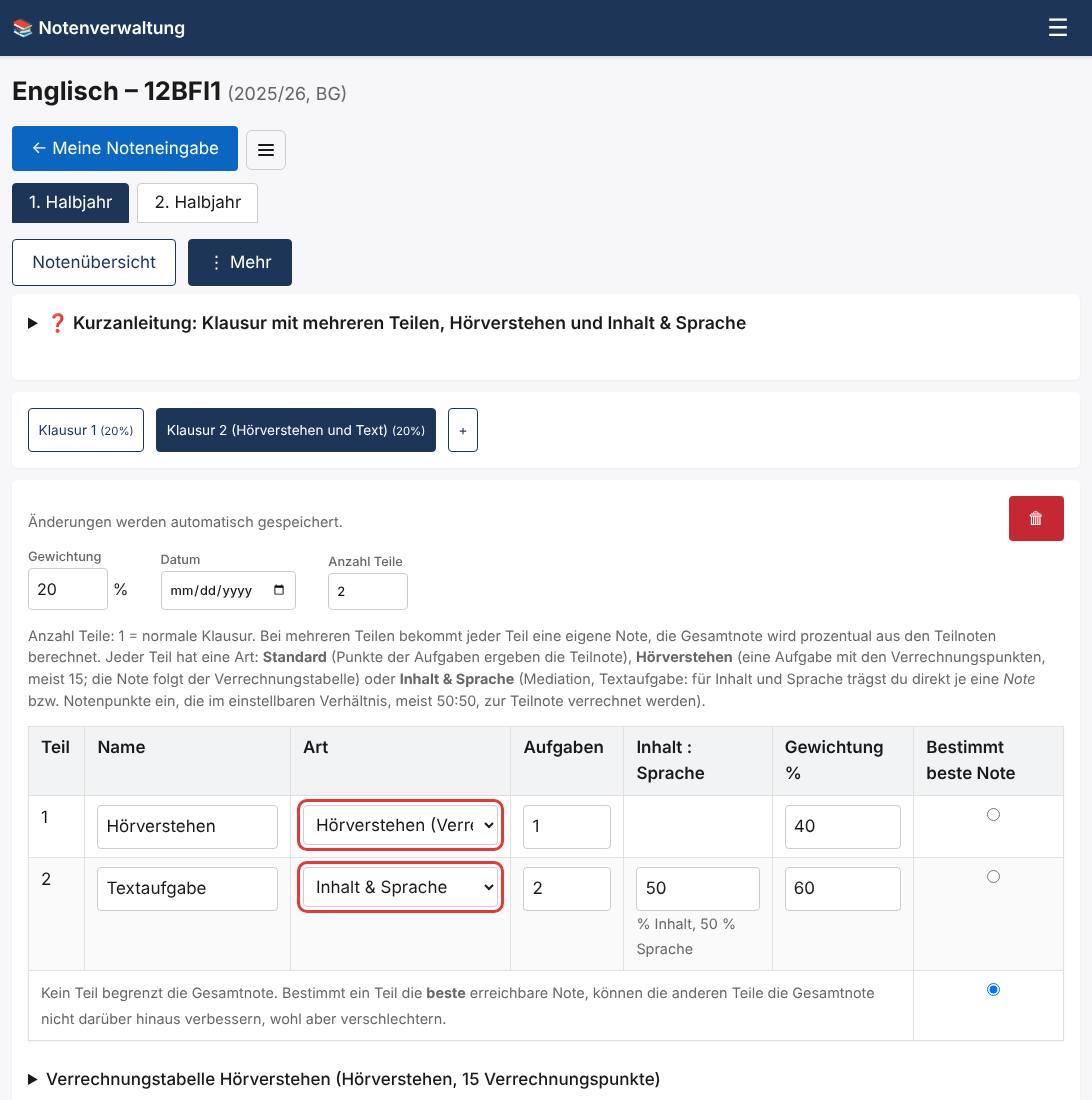 📚 Notenverwaltung ☰
Englisch – 12BFI1 (2025/26, BG)
← Meine Noteneingabe
1. Halbjahr 2. Halbjahr
Notenübersicht ⋮ Mehr
▶ ❓ Kurzanleitung: Klausur mit mehreren Teilen, Hörverstehen und Inhalt & Sprache
Klausur 1 (20%) Klausur 2 (Hörverstehen und Text) (20%) +
Änderungen werden automatisch gespeichert.
Gewichtung Datum Anzahl Teile
20 % mm/dd/yyyy 2
Anzahl Teile: 1 = normale Klausur. Bei mehreren Teilen bekommt jeder Teil eine eigene Note, die Gesamtnote wird prozentual aus den Teilnoten
berechnet. Jeder Teil hat eine Art: Standard (Punkte der Aufgaben ergeben die Teilnote), Hörverstehen (eine Aufgabe mit den Verrechnungspunkten,
meist 15; die Note folgt der Verrechnungstabelle) oder Inhalt & Sprache (Mediation, Textaufgabe: für Inhalt und Sprache trägst du direkt je eine Note
bzw. Notenpunkte ein, die im einstellbaren Verhältnis, meist 50:50, zur Teilnote verrechnet werden).
Teil Name Art Aufgaben Inhalt : Gewichtung Bestimmt
Sprache % beste Note
1 Hörverstehen Hörverstehen (Verre 1 40
2 Textaufgabe Inhalt & Sprache 2 50 60
% Inhalt, 50 %
Sprache
Kein Teil begrenzt die Gesamtnote. Bestimmt ein Teil die beste erreichbare Note, können die anderen Teile die Gesamtnote
nicht darüber hinaus verbessern, wohl aber verschlechtern.
▶ Verrechnungstabelle Hörverstehen (Hörverstehen, 15 Verrechnungspunkte)